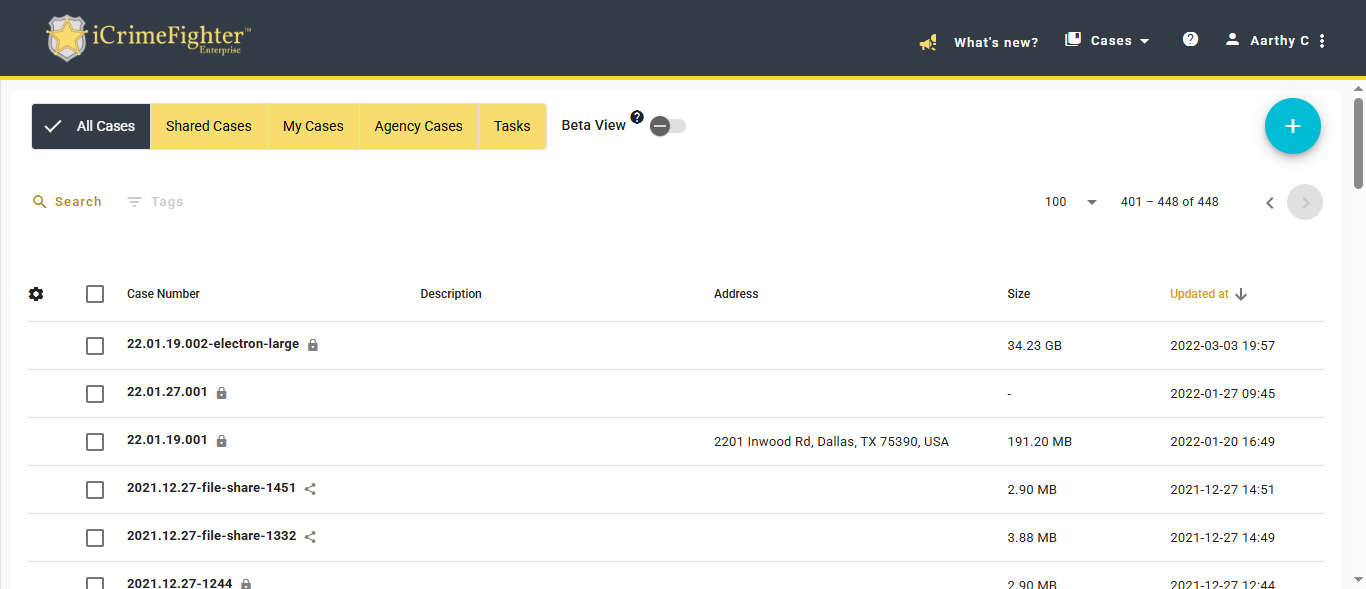 iCrimeFighter™
Enterprise
What's new?
Cases
?
Aarthy C
All Cases
Shared Cases
My Cases
Agency Cases
Tasks
Beta View
?
+
Search
Tags
100
401 – 448 of 448
Case Number Description Address Size Updated at
22.01.19.002-electron-large 34.23 GB 2022-03-03 19:57
22.01.27.001 - 2022-01-27 09:45
22.01.19.001 2201 Inwood Rd, Dallas, TX 75390, USA 191.20 MB 2022-01-20 16:49
2021.12.27-file-share-1451 2.90 MB 2021-12-27 14:51
2021.12.27-file-share-1332 3.88 MB 2021-12-27 14:49
2021.12.27-1244 2.90 MB 2021-12-27 12:44